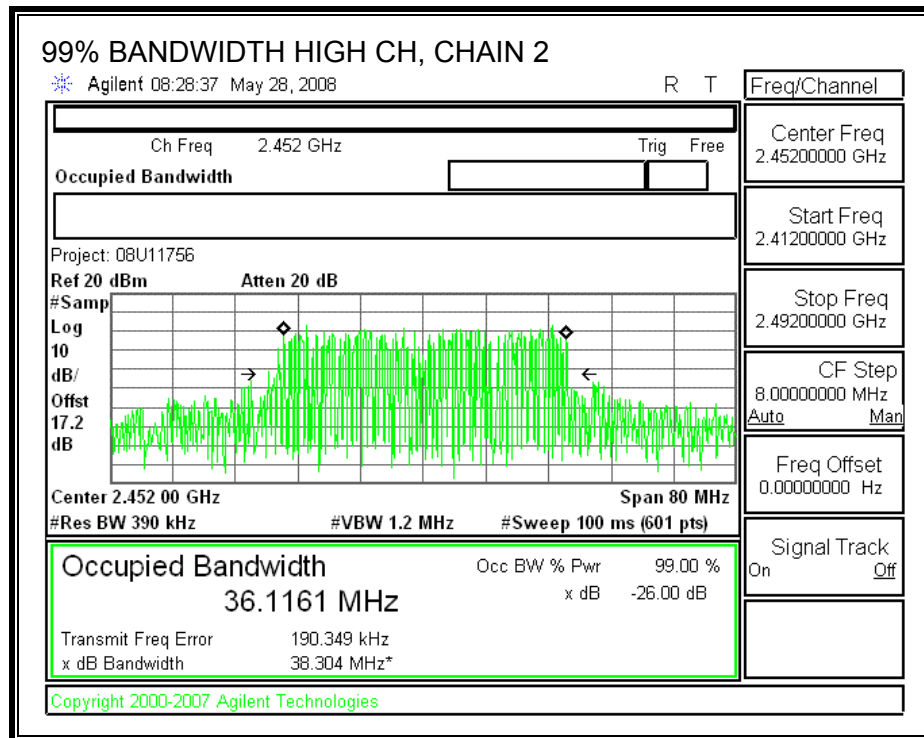 99% BANDWIDTH HIGH CH, CHAIN 2
Agilent 08:28:37 May 28, 2008 R T
Freq/Channel
Ch Freq 2.452 GHz Trig Free
Occupied Bandwidth
Center Freq
2.45200000 GHz
Start Freq
2.41200000 GHz
Stop Freq
2.49200000 GHz
CF Step
8.00000000 MHz
Auto Man
Freq Offset
0.00000000 Hz
Signal Track
On Off
Project: 08U11756
Ref 20 dBm Atten 20 dB
#Samp
Log
10
dB/
Offst
17.2
dB
Center 2.452 00 GHz Span 80 MHz
#Res BW 390 kHz #VBW 1.2 MHz #Sweep 100 ms (601 pts)
Occupied Bandwidth Occ BW % Pwr 99.00 %
36.1161 MHz x dB -26.00 dB
Transmit Freq Error 190.349 kHz
x dB Bandwidth 38.304 MHz*
Copyright 2000-2007 Agilent Technologies